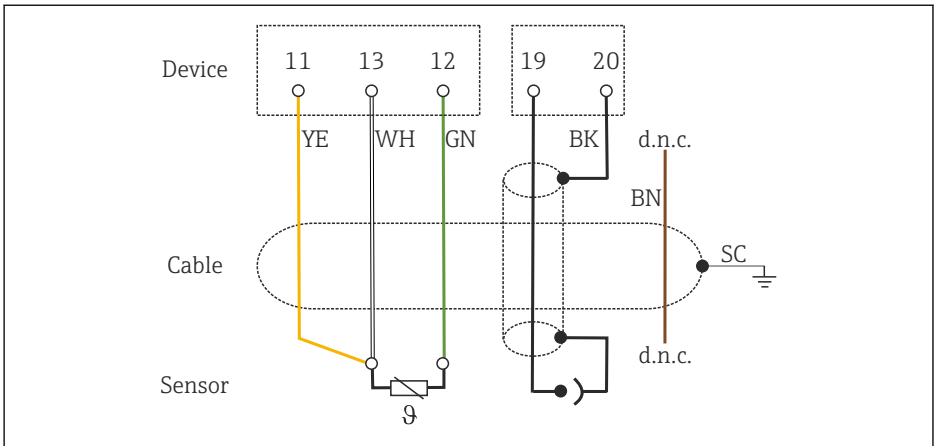 Device 11 13 12 19 20
YE WH GN BK d.n.c.
BN
Cable SC
d.n.c.
Sensor
ϑ